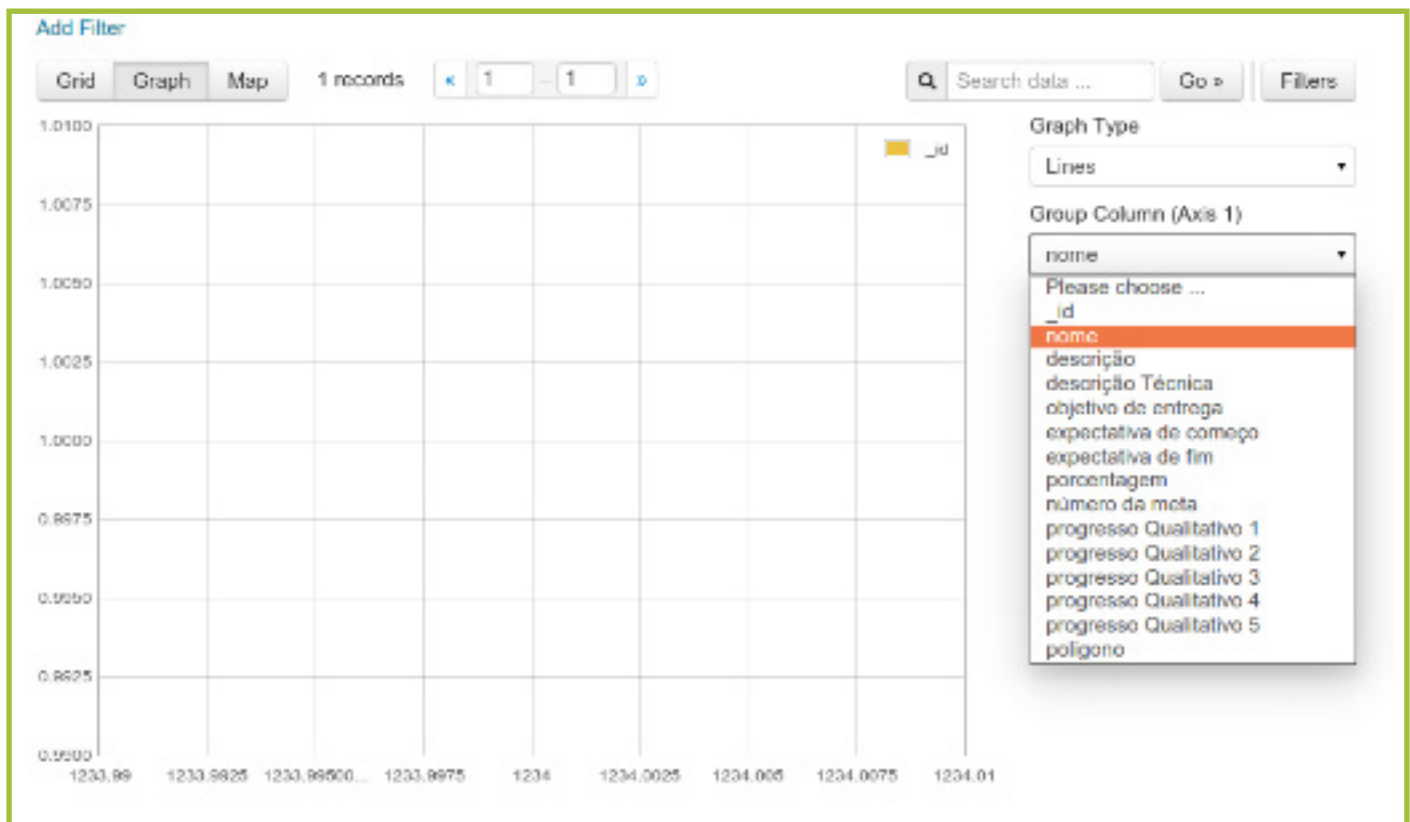 Add Filter
Grid Graph Map 1 records « 1 – 1 » Search data ... Go » Filters
Graph Type
Lines
Group Column (Axis 1)
nome
Please choose ...
_id
nome
descrição
descrição Técnica
objetivo de entrega
expectativa de começo
expectativa de fim
porcentagem
número da meta
progresso Qualitativo 1
progresso Qualitativo 2
progresso Qualitativo 3
progresso Qualitativo 4
progresso Qualitativo 5
poligono
_id
1.0100
1.0075
1.0050
1.0025
1.0000
0.9975
0.9950
0.9925
0.9900
1233.99 1233.9925 1233.99500... 1233.9975 1234 1234.0025 1234.005 1234.0075 1234.01